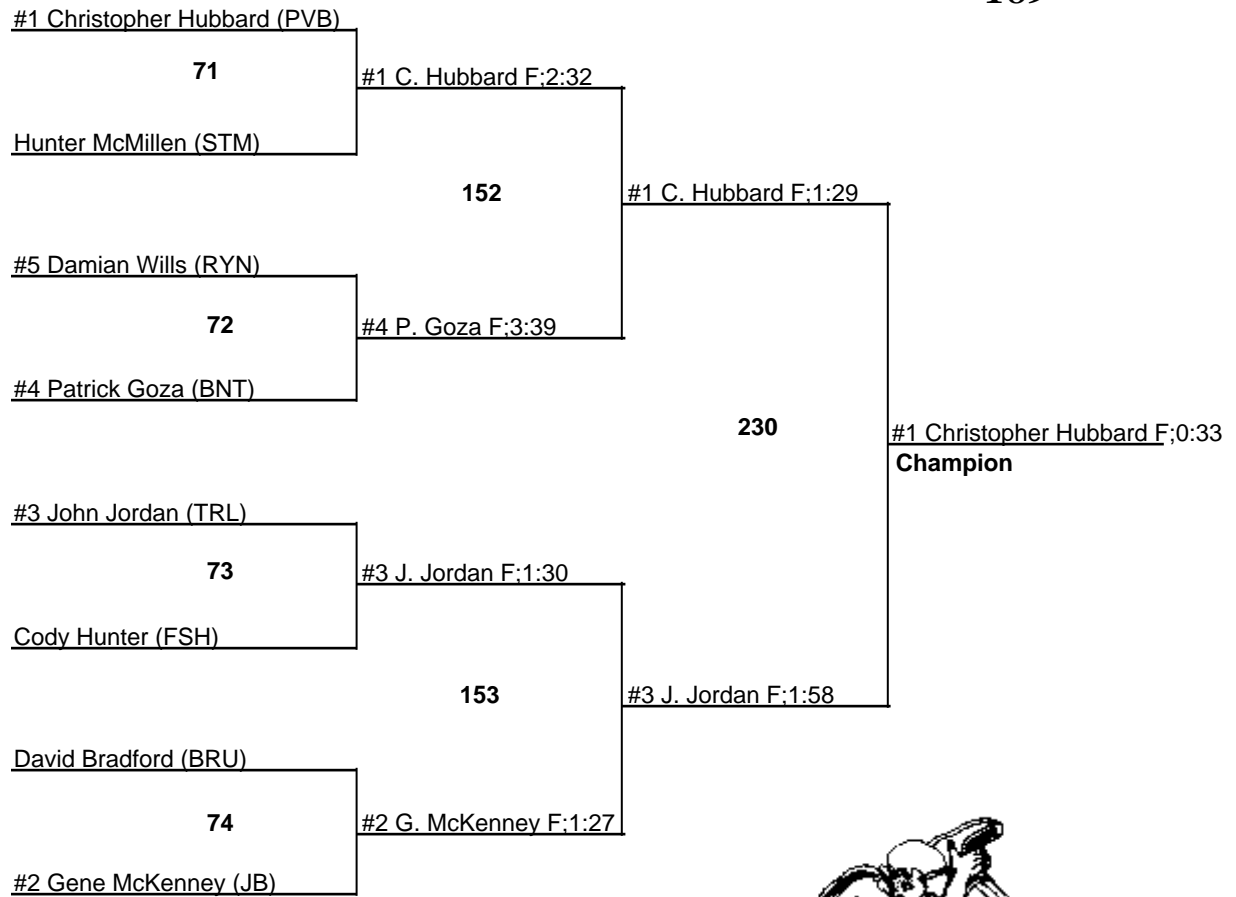 #1 Christopher Hubbard (PVB)
71
#1 C. Hubbard F;2:32
Hunter McMillen (STM)
152
#1 C. Hubbard F;1:29
#5 Damian Wills (RYN)
72
#4 P. Goza F;3:39
#4 Patrick Goza (BNT)
230
#1 Christopher Hubbard F;0:33
Champion
#3 John Jordan (TRL)
73
#3 J. Jordan F;1:30
Cody Hunter (FSH)
153
#3 J. Jordan F;1:58
David Bradford (BRU)
74
#2 G. McKenney F;1:27
#2 Gene McKenney (JB)